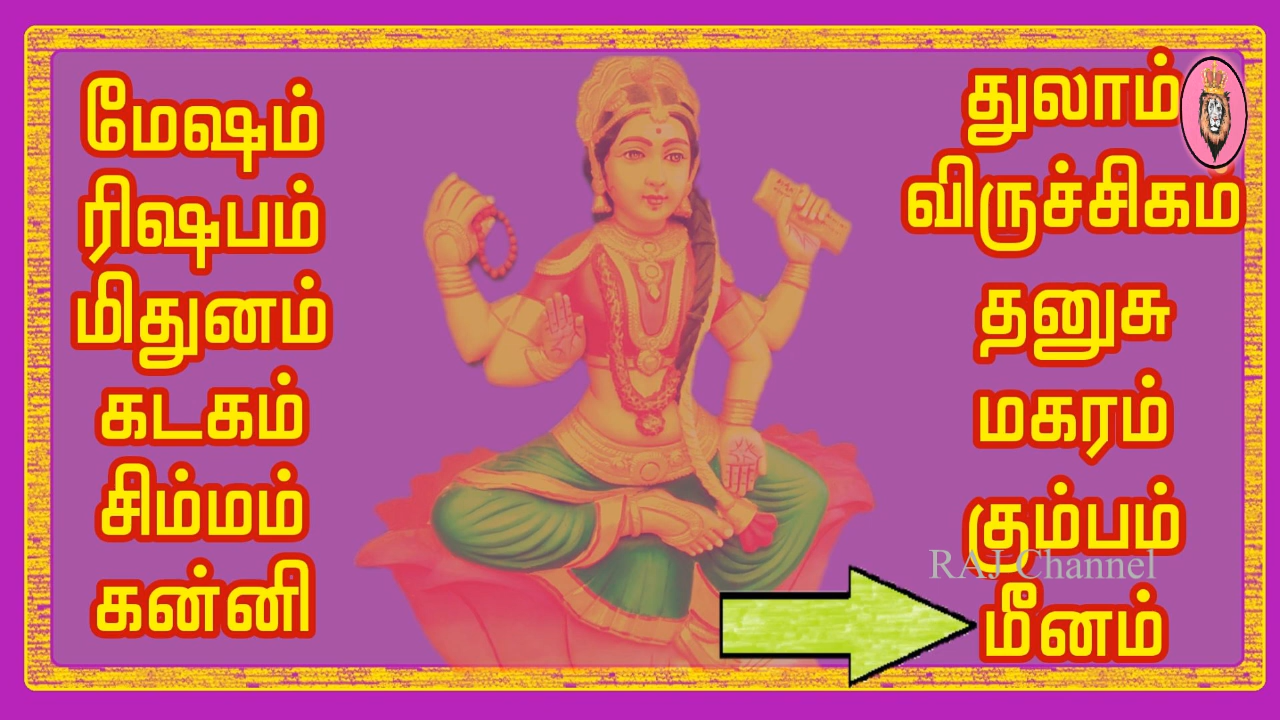 மேஷம்
ரிஷபம்
மிதுனம்
கடகம்
சிம்மம்
கன்னி
துலாம்
விருச்சிகம்
தனுசு
மகரம்
கும்பம்
RAJ Channel
மீனம்